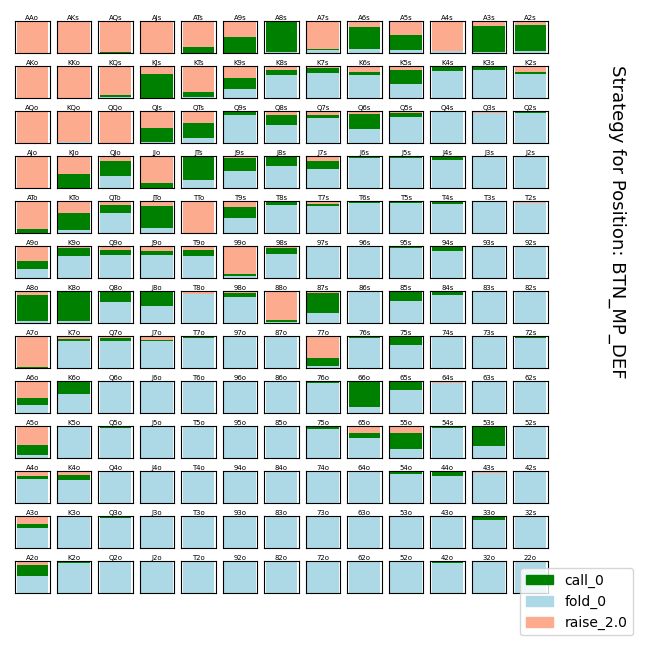 AAo AKs AQs AJs ATs A9s A8s A7s A6s A5s A4s A3s A2s
AKo KKo KQs KJs KTs K9s K8s K7s K6s K5s K4s K3s K2s
AQo KQo QQo QJs QTs Q9s Q8s Q7s Q6s Q5s Q4s Q3s Q2s
AJo KJo QJo JJo JTs J9s J8s J7s J6s J5s J4s J3s J2s
ATo KTo QTo JTo TTo T9s T8s T7s T6s T5s T4s T3s T2s
A9o K9o Q9o J9o T9o 99o 98s 97s 96s 95s 94s 93s 92s
A8o K8o Q8o J8o T8o 98o 88o 87s 86s 85s 84s 83s 82s
A7o K7o Q7o J7o T7o 97o 87o 77o 76s 75s 74s 73s 72s
A6o K6o Q6o J6o T6o 96o 86o 76o 66o 65s 64s 63s 62s
A5o K5o Q5o J5o T5o 95o 85o 75o 65o 55o 54s 53s 52s
A4o K4o Q4o J4o T4o 94o 84o 74o 64o 54o 44o 43s 42s
A3o K3o Q3o J3o T3o 93o 83o 73o 63o 53o 43o 33o 32s
A2o K2o Q2o J2o T2o 92o 82o 72o 62o 52o 42o 32o 22o
Strategy for Position: BTN_MP_DEF
call_0
fold_0
raise_2.0